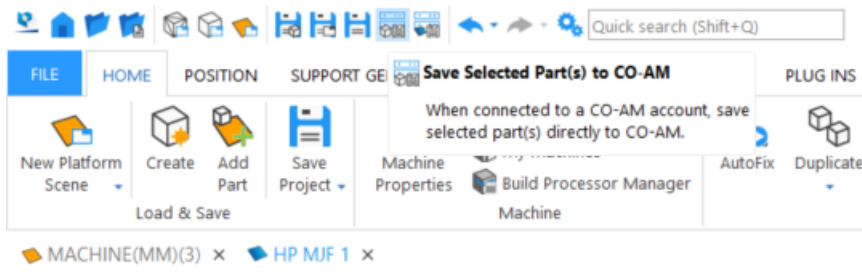 Quick search (Shift+Q)
FILE HOME POSITION SUPPORT PLUG INS
Save Selected Part(s) to CO-AM
When connected to a CO-AM account, save
selected part(s) directly to CO-AM.
New Platform
Scene
Create
Add
Part
Save
Project
Machine
Properties
Build Processor Manager
AutoFix
Duplicate
Load & Save
Machine
MACHINE(MM)(3) HP MJF 1